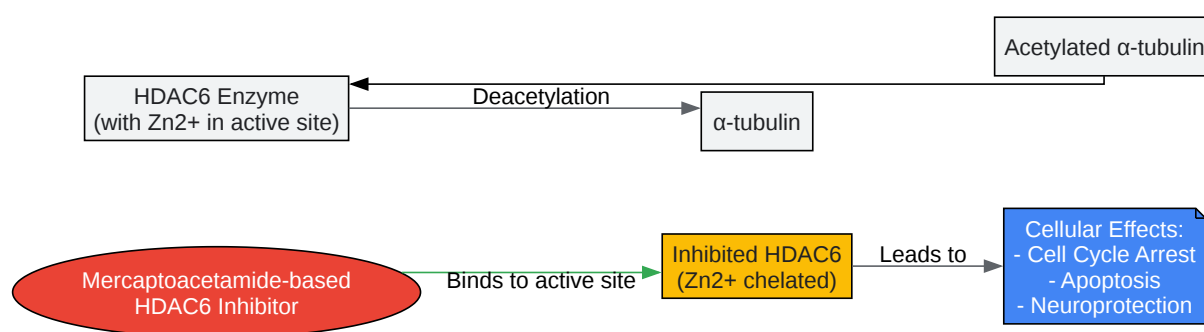 Acetylated α-tubulin
HDAC6 Enzyme
(with Zn2+ in active site)
Deacetylation
α-tubulin
Mercaptoacetamide-based
HDAC6 Inhibitor
Binds to active site
Inhibited HDAC6
(Zn2+ chelated)
Leads to
Cellular Effects:
- Cell Cycle Arrest
- Apoptosis
- Neuroprotection